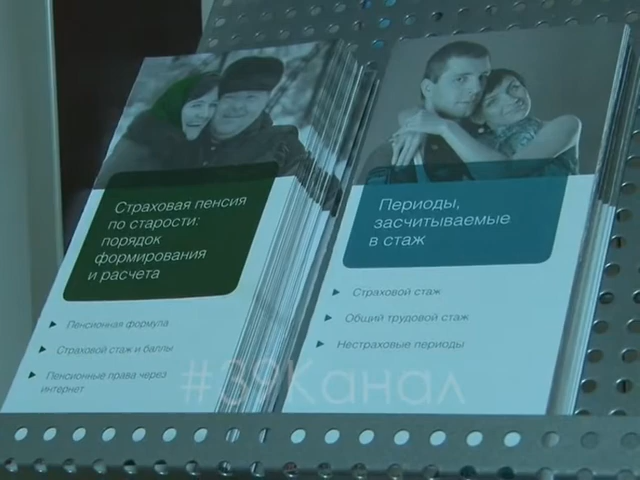 Страховая пенсия
по старости:
порядок
формирования
и расчета
Пенсионная формула
Страховой стаж и баллы
Пенсионные права через
интернет
Периоды,
засчитываемые
в стаж
Страховой стаж
Общий трудовой стаж
Нестраховые периоды
#39Канал